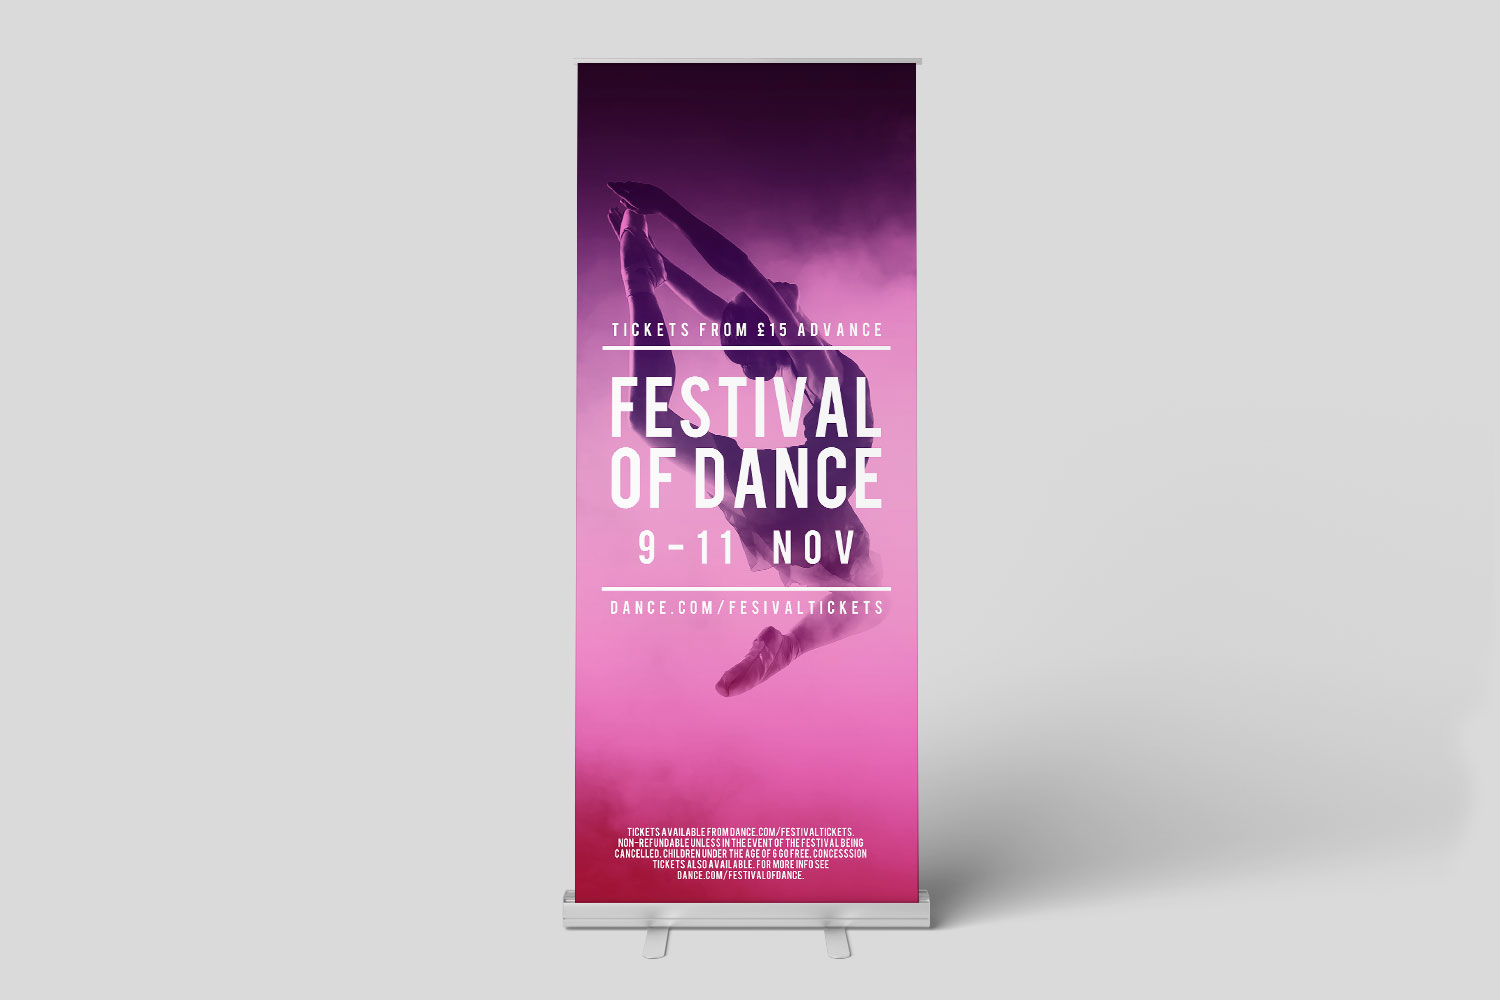 TICKETS FROM £15 ADVANCE
FESTIVAL
OF DANCE
9-11 NOV
DANCE.COM/FESIVALTICKETS
TICKETS AVAILABLE FROM DANCE.COM/FESTIVALTICKETS.
NON-REFUNDABLE UNLESS IN THE EVENT OF THE FESTIVAL BEING
CANCELLED. CHILDREN UNDER THE AGE OF 6 GO FREE. CONCESSSION
TICKETS ALSO AVAILABLE. FOR MORE INFO SEE
DANCE.COM/FESTIVALOFDANCE.